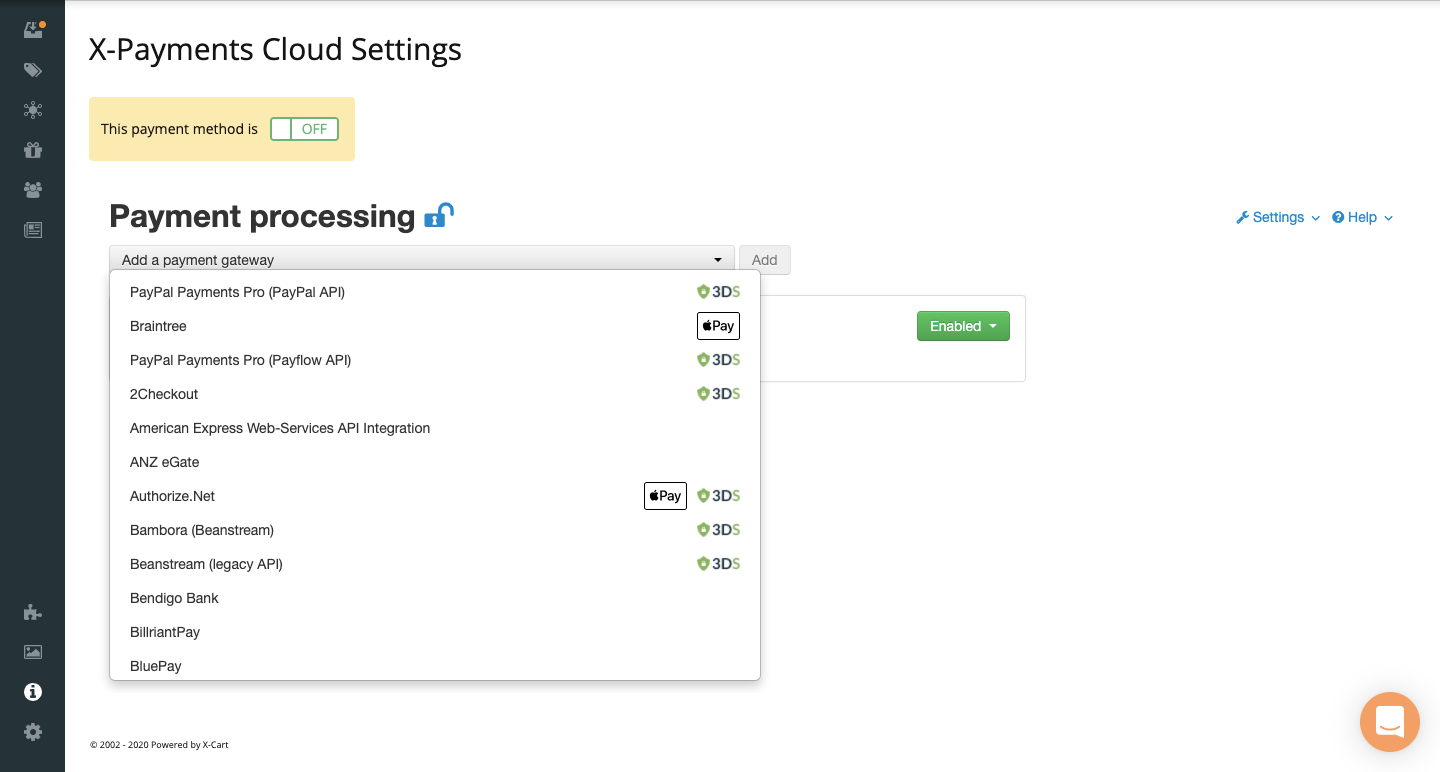 X-Payments Cloud Settings
This payment method is OFF
Payment processing
Settings Help
Add a payment gateway Add
PayPal Payments Pro (PayPal API) 3DS
Braintree Pay
Enabled
PayPal Payments Pro (Payflow API) 3DS
2Checkout 3DS
American Express Web-Services API Integration
ANZ eGate
Authorize.Net Pay 3DS
Bambora (Beanstream) 3DS
Beanstream (legacy API) 3DS
Bendigo Bank
BillriantPay
BluePay
© 2002 - 2020 Powered by X-Cart